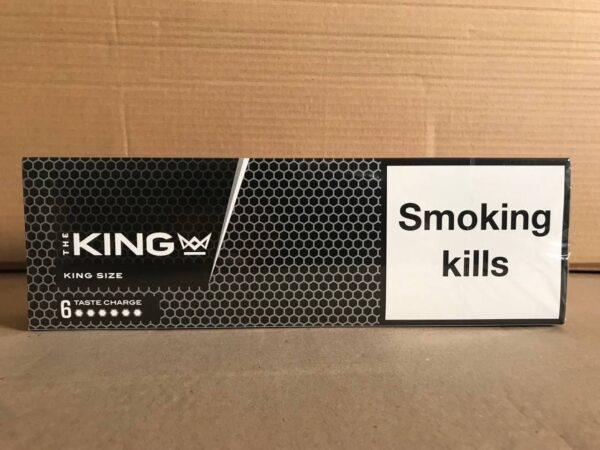 THE KING
KING SIZE
6 TASTE CHARGE
Smoking
kills